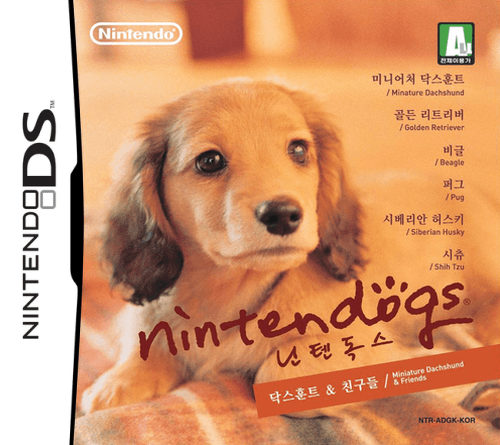 Nintendo®
NINTENDO DS™
전체이용가
미니어처 닥스훈트
/ Minature Dachshund
골든 리트리버
/ Golden Retriever
비글
/ Beagle
퍼그
/ Pug
시베리안 허스키
/ Siberian Husky
시츄
/ Shih Tzu
nintendogs®
닌텐독스
닥스훈트 & 친구들 / Miniature Dachshund
& Friends
NTR-ADGK-KOR